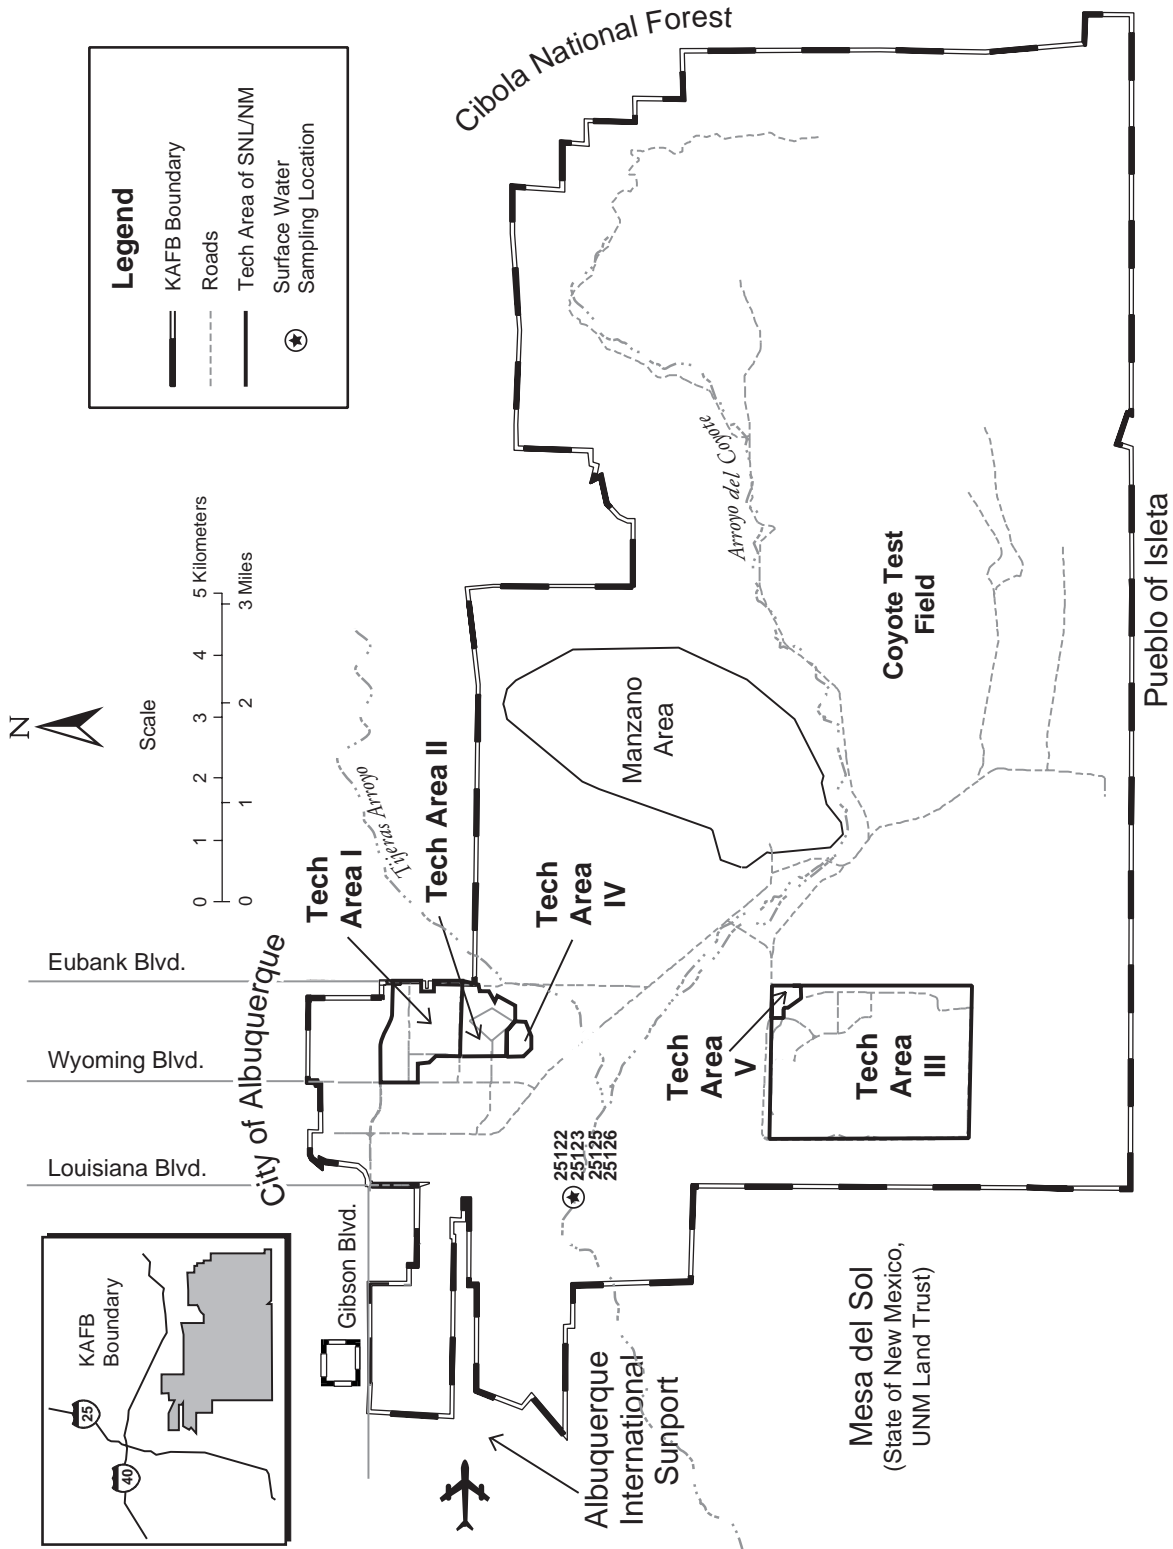 KAFB
Boundary
25
40
Gibson Blvd.
Louisiana Blvd.
Wyoming Blvd.
Eubank Blvd.
City of Albuquerque
N
Scale
0
1
2
3
4
5 Kilometers
0
1
2
3 Miles
Legend
KAFB Boundary
Roads
Tech Area of SNL/NM
Surface Water
Sampling Location
Cibola National Forest
Tijeras Arroyo
Tech
Area I
Tech Area II
Tech
Area
IV
Manzano
Area
Arroyo del Coyote
Coyote Test
Field
25122
25123
25125
25126
Tech
Area
V
Tech
Area
III
Albuquerque
International
Sunport
Mesa del Sol
(State of New Mexico,
UNM Land Trust)
Pueblo of Isleta